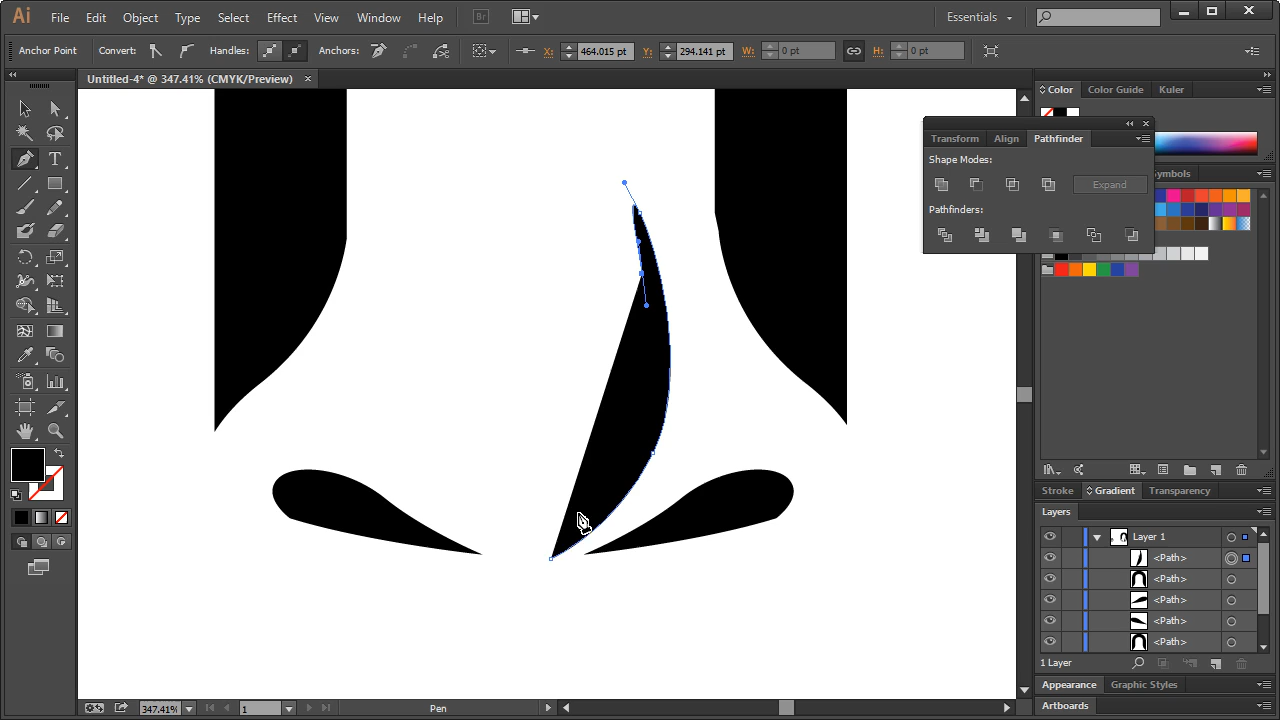 Ai File Edit Object Type Select Effect View Window Help Br Essentials
Anchor Point Convert: Handles: Anchors: X: 464.015 pt Y: 294.141 pt W: 0 pt H: 0 pt
Untitled-4* @ 347.41% (CMYK/Preview) ×
Color Color Guide Kuler
Transform Align Pathfinder
Shape Modes:
Symbols
Expand
Pathfinders:
T
Stroke Gradient Transparency
Layers
Layer 1
<Path>
<Path>
<Path>
<Path>
<Path>
1 Layer
Appearance Graphic Styles
Artboards
347.41% 1 Pen